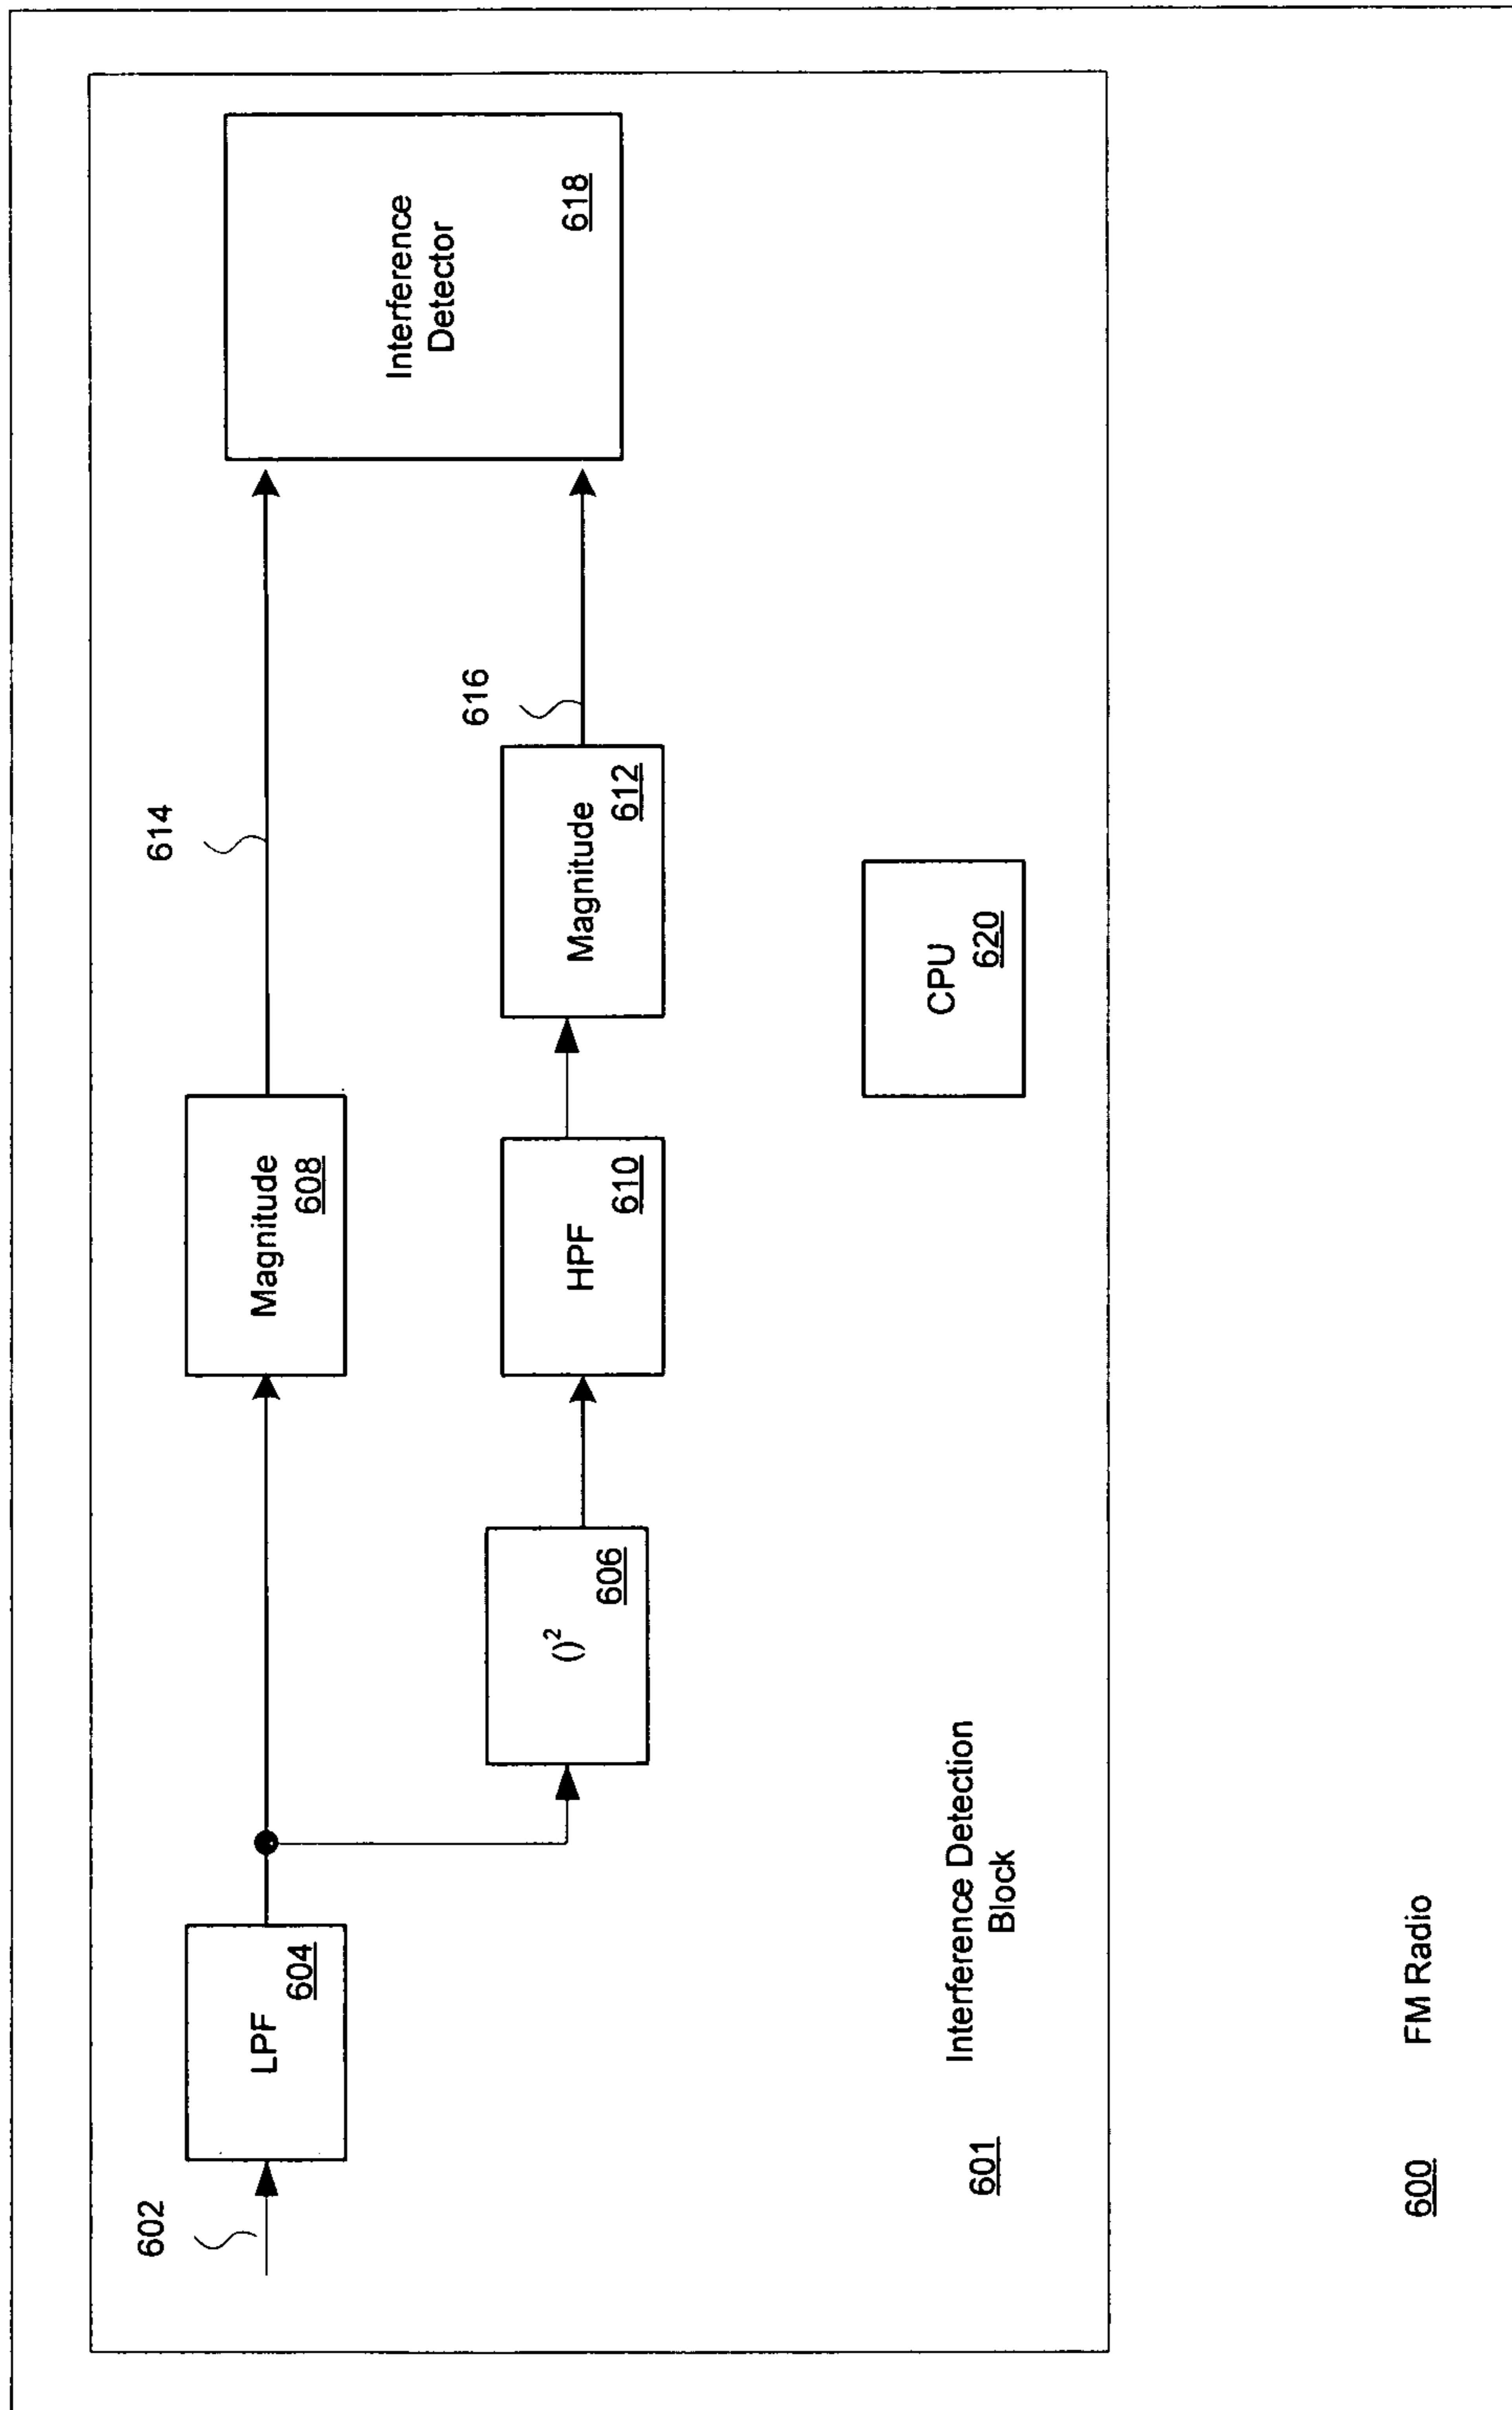 602
LPF
604
()²
606
Magnitude
608
HPF
610
614
Magnitude
612
616
Interference
Detector
618
CPU
620
601
Interference Detection
Block
600
FM Radio